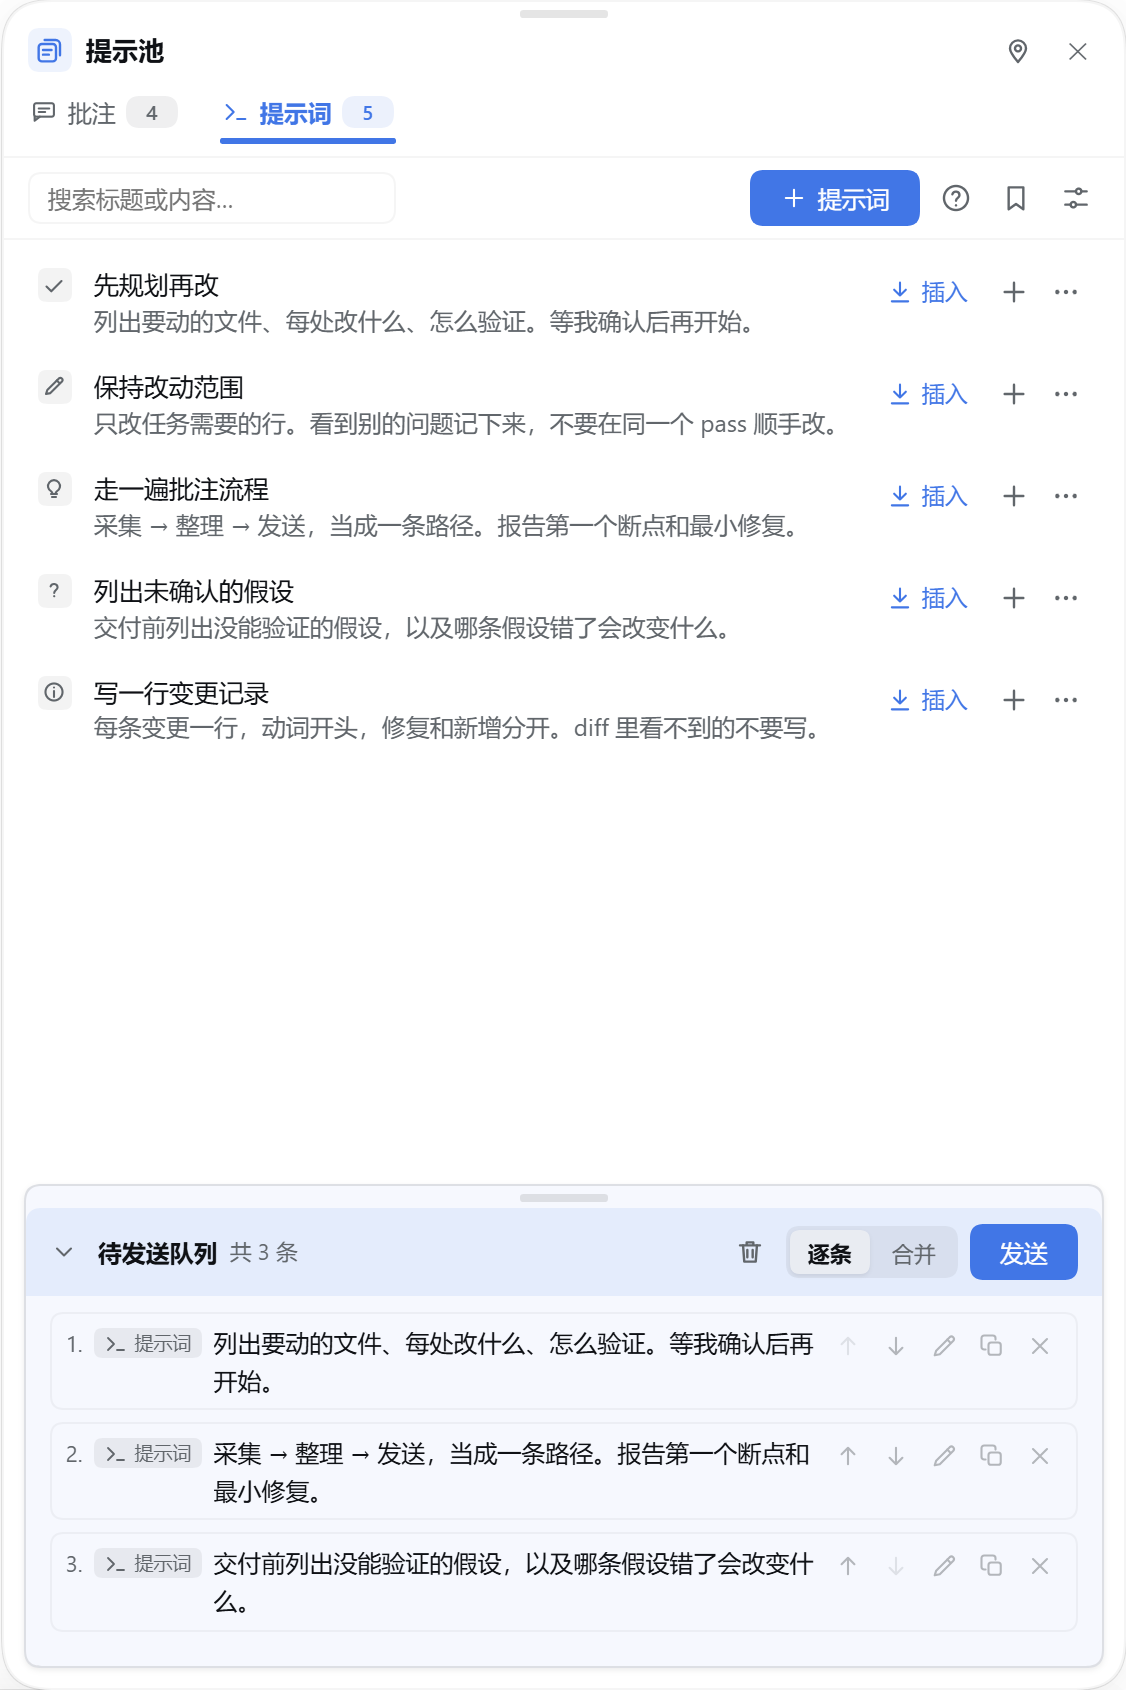 提示池
批注 4
>_ 提示词 5
搜索标题或内容...
+ 提示词
先规划再改
列出要动的文件、每处改什么、怎么验证。等我确认后再开始。
插入
保持改动范围
只改任务需要的行。看到别的问题记下来，不要在同一个 pass 顺手改。
插入
走一遍批注流程
采集 → 整理 → 发送，当成一条路径。报告第一个断点和最小修复。
插入
列出未确认的假设
交付前列出没能验证的假设，以及哪条假设错了会改变什么。
插入
写一行变更记录
每条变更一行，动词开头，修复和新增分开。diff 里看不到的不要写。
插入
待发送队列 共 3 条
逐条 合并 发送
1. >_ 提示词 列出要动的文件、每处改什么、怎么验证。等我确认后再
开始。
2. >_ 提示词 采集 → 整理 → 发送，当成一条路径。报告第一个断点和
最小修复。
3. >_ 提示词 交付前列出没能验证的假设，以及哪条假设错了会改变什
么。